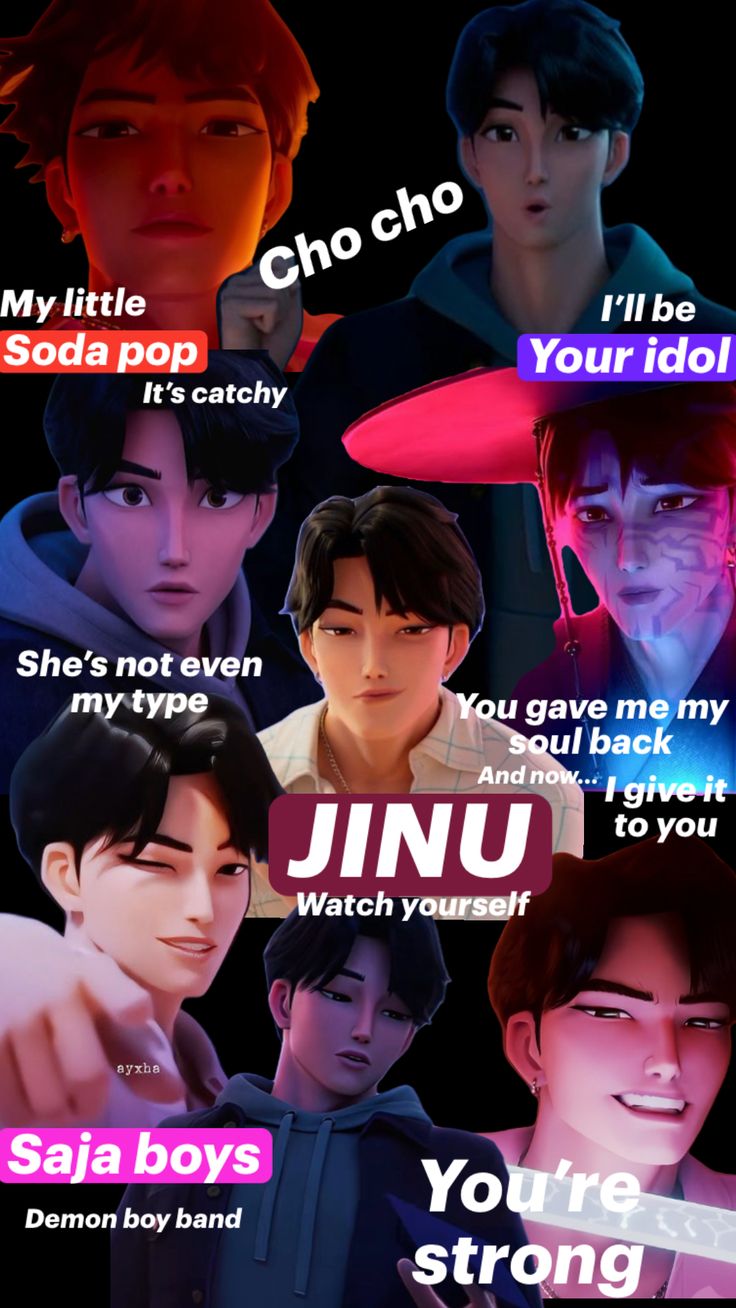 Cho cho
My little
Soda pop
I'll be
Your idol
It's catchy
She's not even
my type
You gave me my
soul back
And now...
I give it
to you
JINU
Watch yourself
ayxha
Saja boys
Demon boy band
You're
strong